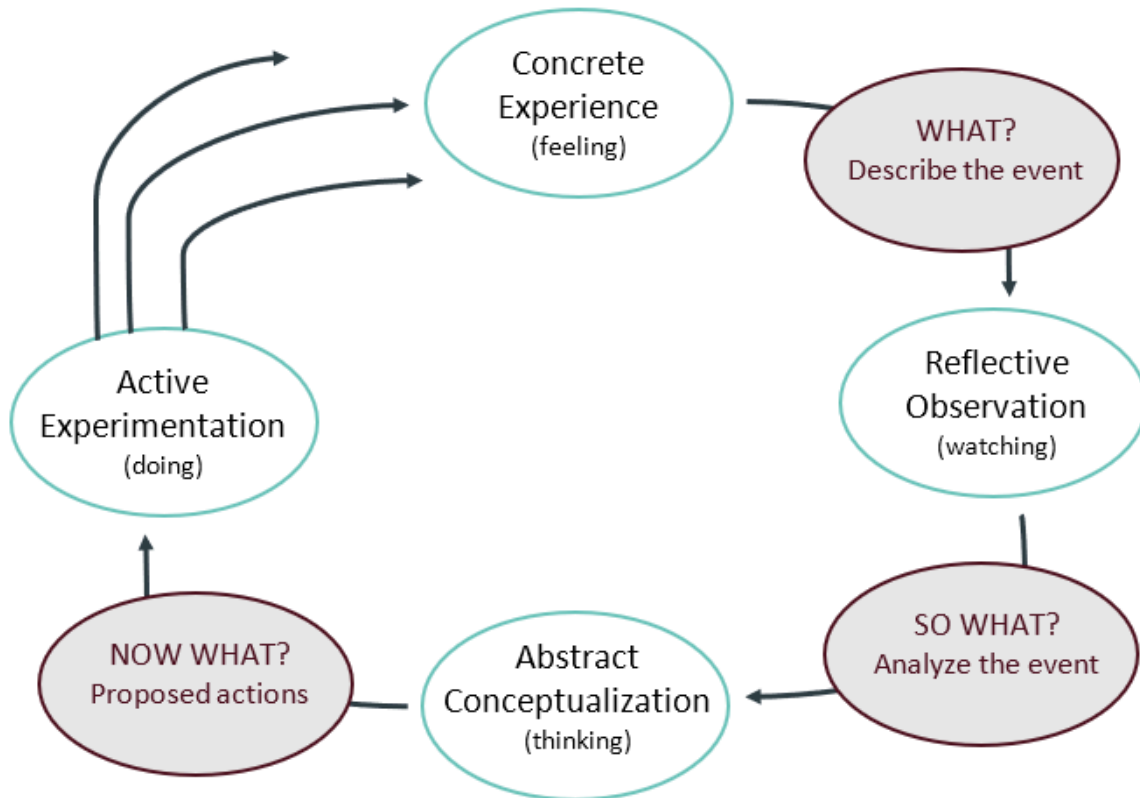 Concrete
Experience
(feeling)
WHAT?
Describe the event
Reflective
Observation
(watching)
SO WHAT?
Analyze the event
Abstract
Conceptualization
(thinking)
NOW WHAT?
Proposed actions
Active
Experimentation
(doing)